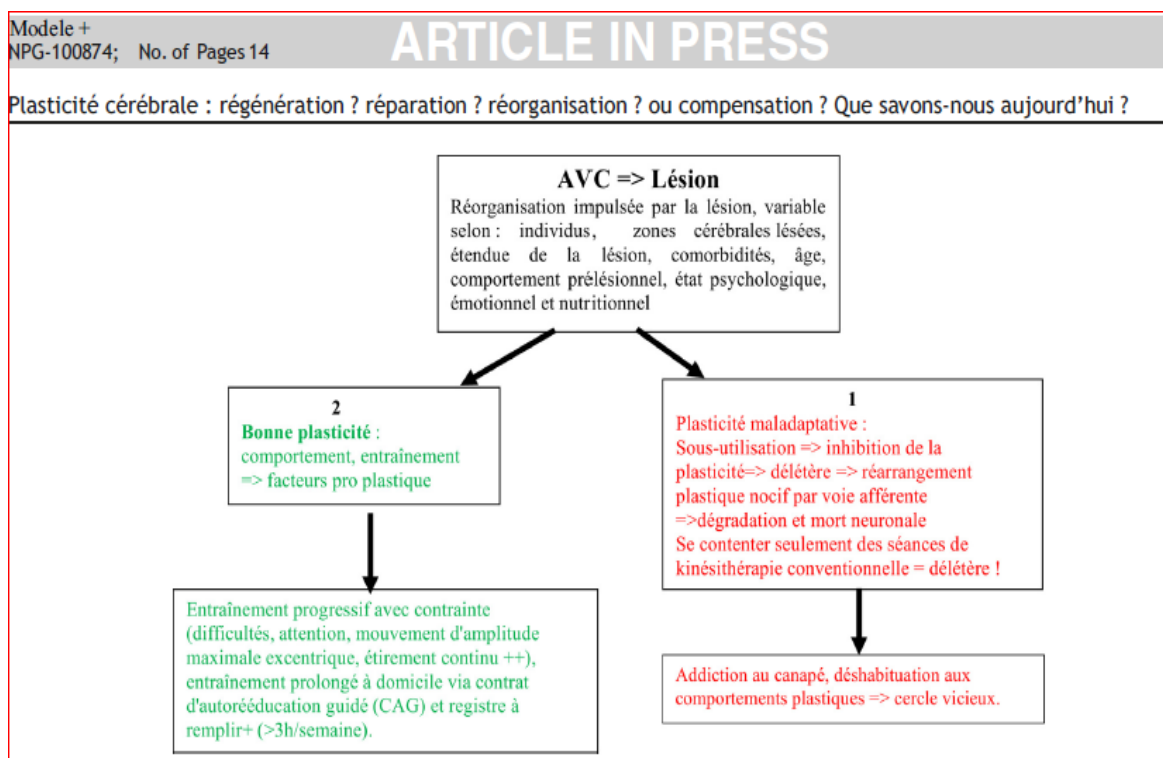 Modele +
NPG-100874; No. of Pages 14
ARTICLE IN PRESS
Plasticité cérébrale : régénération ? réparation ? réorganisation ? ou compensation ? Que savons-nous aujourd'hui ?
AVC => Lésion
Réorganisation impulsée par la lésion, variable
selon : individus, zones cérébrales lésées,
étendue de la lésion, comorbidités, âge,
comportement prélésionnel, état psychologique,
émotionnel et nutritionnel
2
Bonne plasticité :
comportement, entraînement
=> facteurs pro plastique
1
Plasticité maladaptative :
Sous-utilisation => inhibition de la
plasticité=> délétère => réarrangement
plastique nocif par voie afférente
=>dégradation et mort neuronale
Se contenter seulement des séances de
kinésithérapie conventionnelle = délétère !
Entraînement progressif avec contrainte
(difficultés, attention, mouvement d'amplitude
maximale excentrique, étirement continu ++),
entraînement prolongé à domicile via contrat
d'autorééducation guidé (CAG) et registre à
remplir+ (>3h/semaine).
Addiction au canapé, déshabituation aux
comportements plastiques => cercle vicieux.